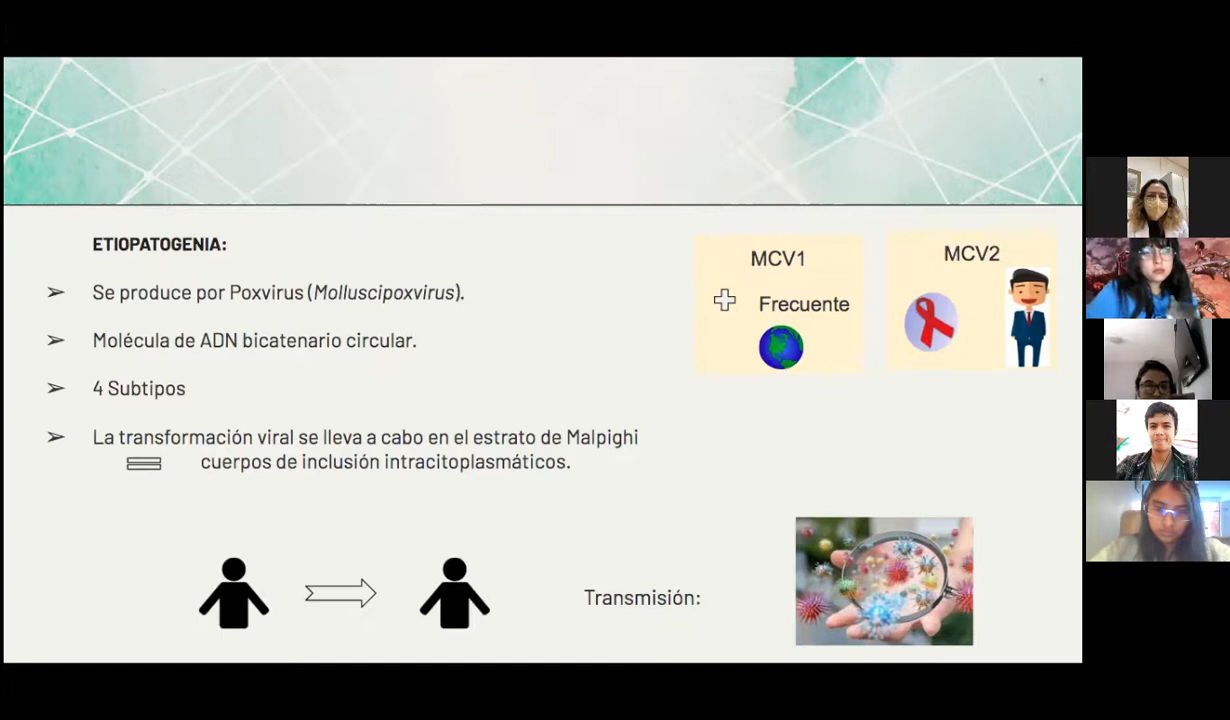 ETIOPATOGENIA:
➢ Se produce por Poxvirus (Molluscipoxvirus).
➢ Molécula de ADN bicatenario circular.
➢ 4 Subtipos
➢ La transformación viral se lleva a cabo en el estrato de Malpighi
cuerpos de inclusión intracitoplasmáticos.
MCV1
Frecuente
MCV2
Transmisión: